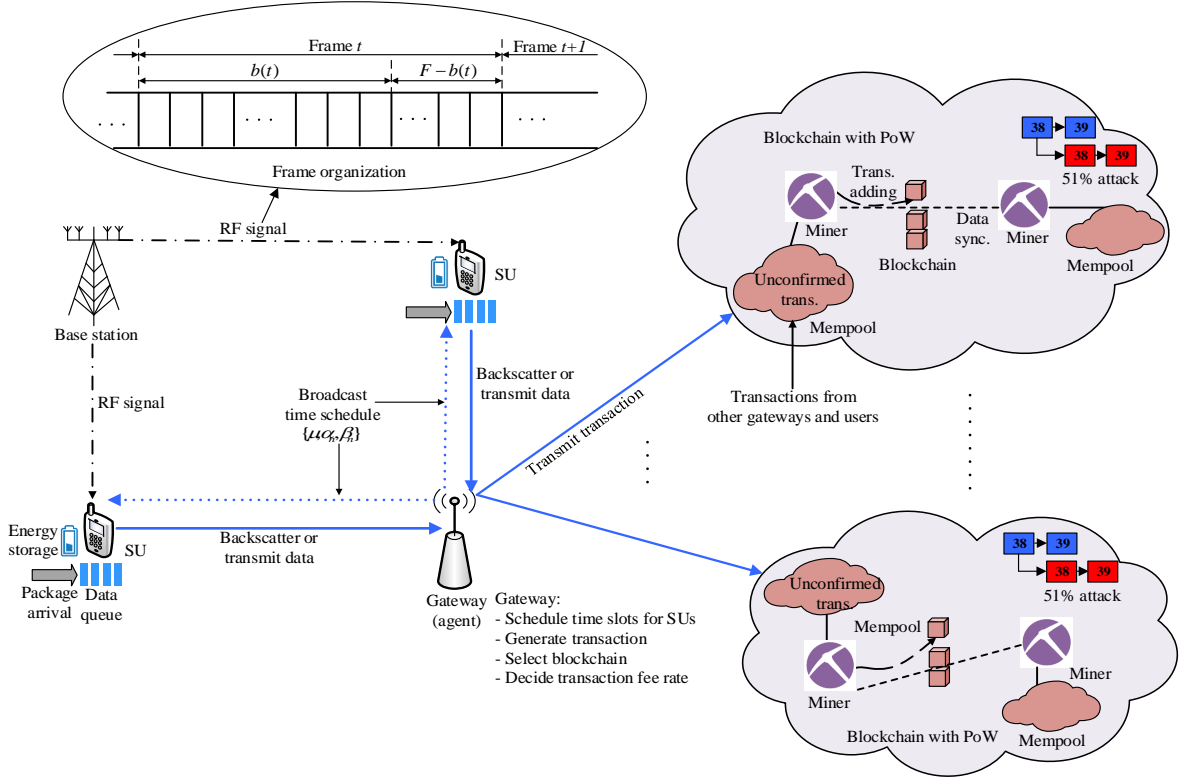 Frame t
Frame t+1
b(t)
F − b(t)
. . .
. . .
. . .
. . .
Frame organization
RF signal
Base station
SU
RF signal
Backscatter or
transmit data
Broadcast
time schedule
Energy
storage
SU
Backscatter or
transmit data
Package
arrival
Data
queue
Gateway
(agent)
Gateway:
- Schedule time slots for SUs
- Generate transaction
- Select blockchain
- Decide transaction fee rate
Transmit transaction
Blockchain with PoW
38
39
38
39
51% attack
Trans.
adding
Miner
Data
sync.
Miner
Blockchain
Mempool
Unconfirmed
trans.
Mempool
Transactions from
other gateways and users
38
39
38
39
51% attack
Unconfirmed
trans.
Mempool
Miner
Miner
Mempool
Blockchain with PoW